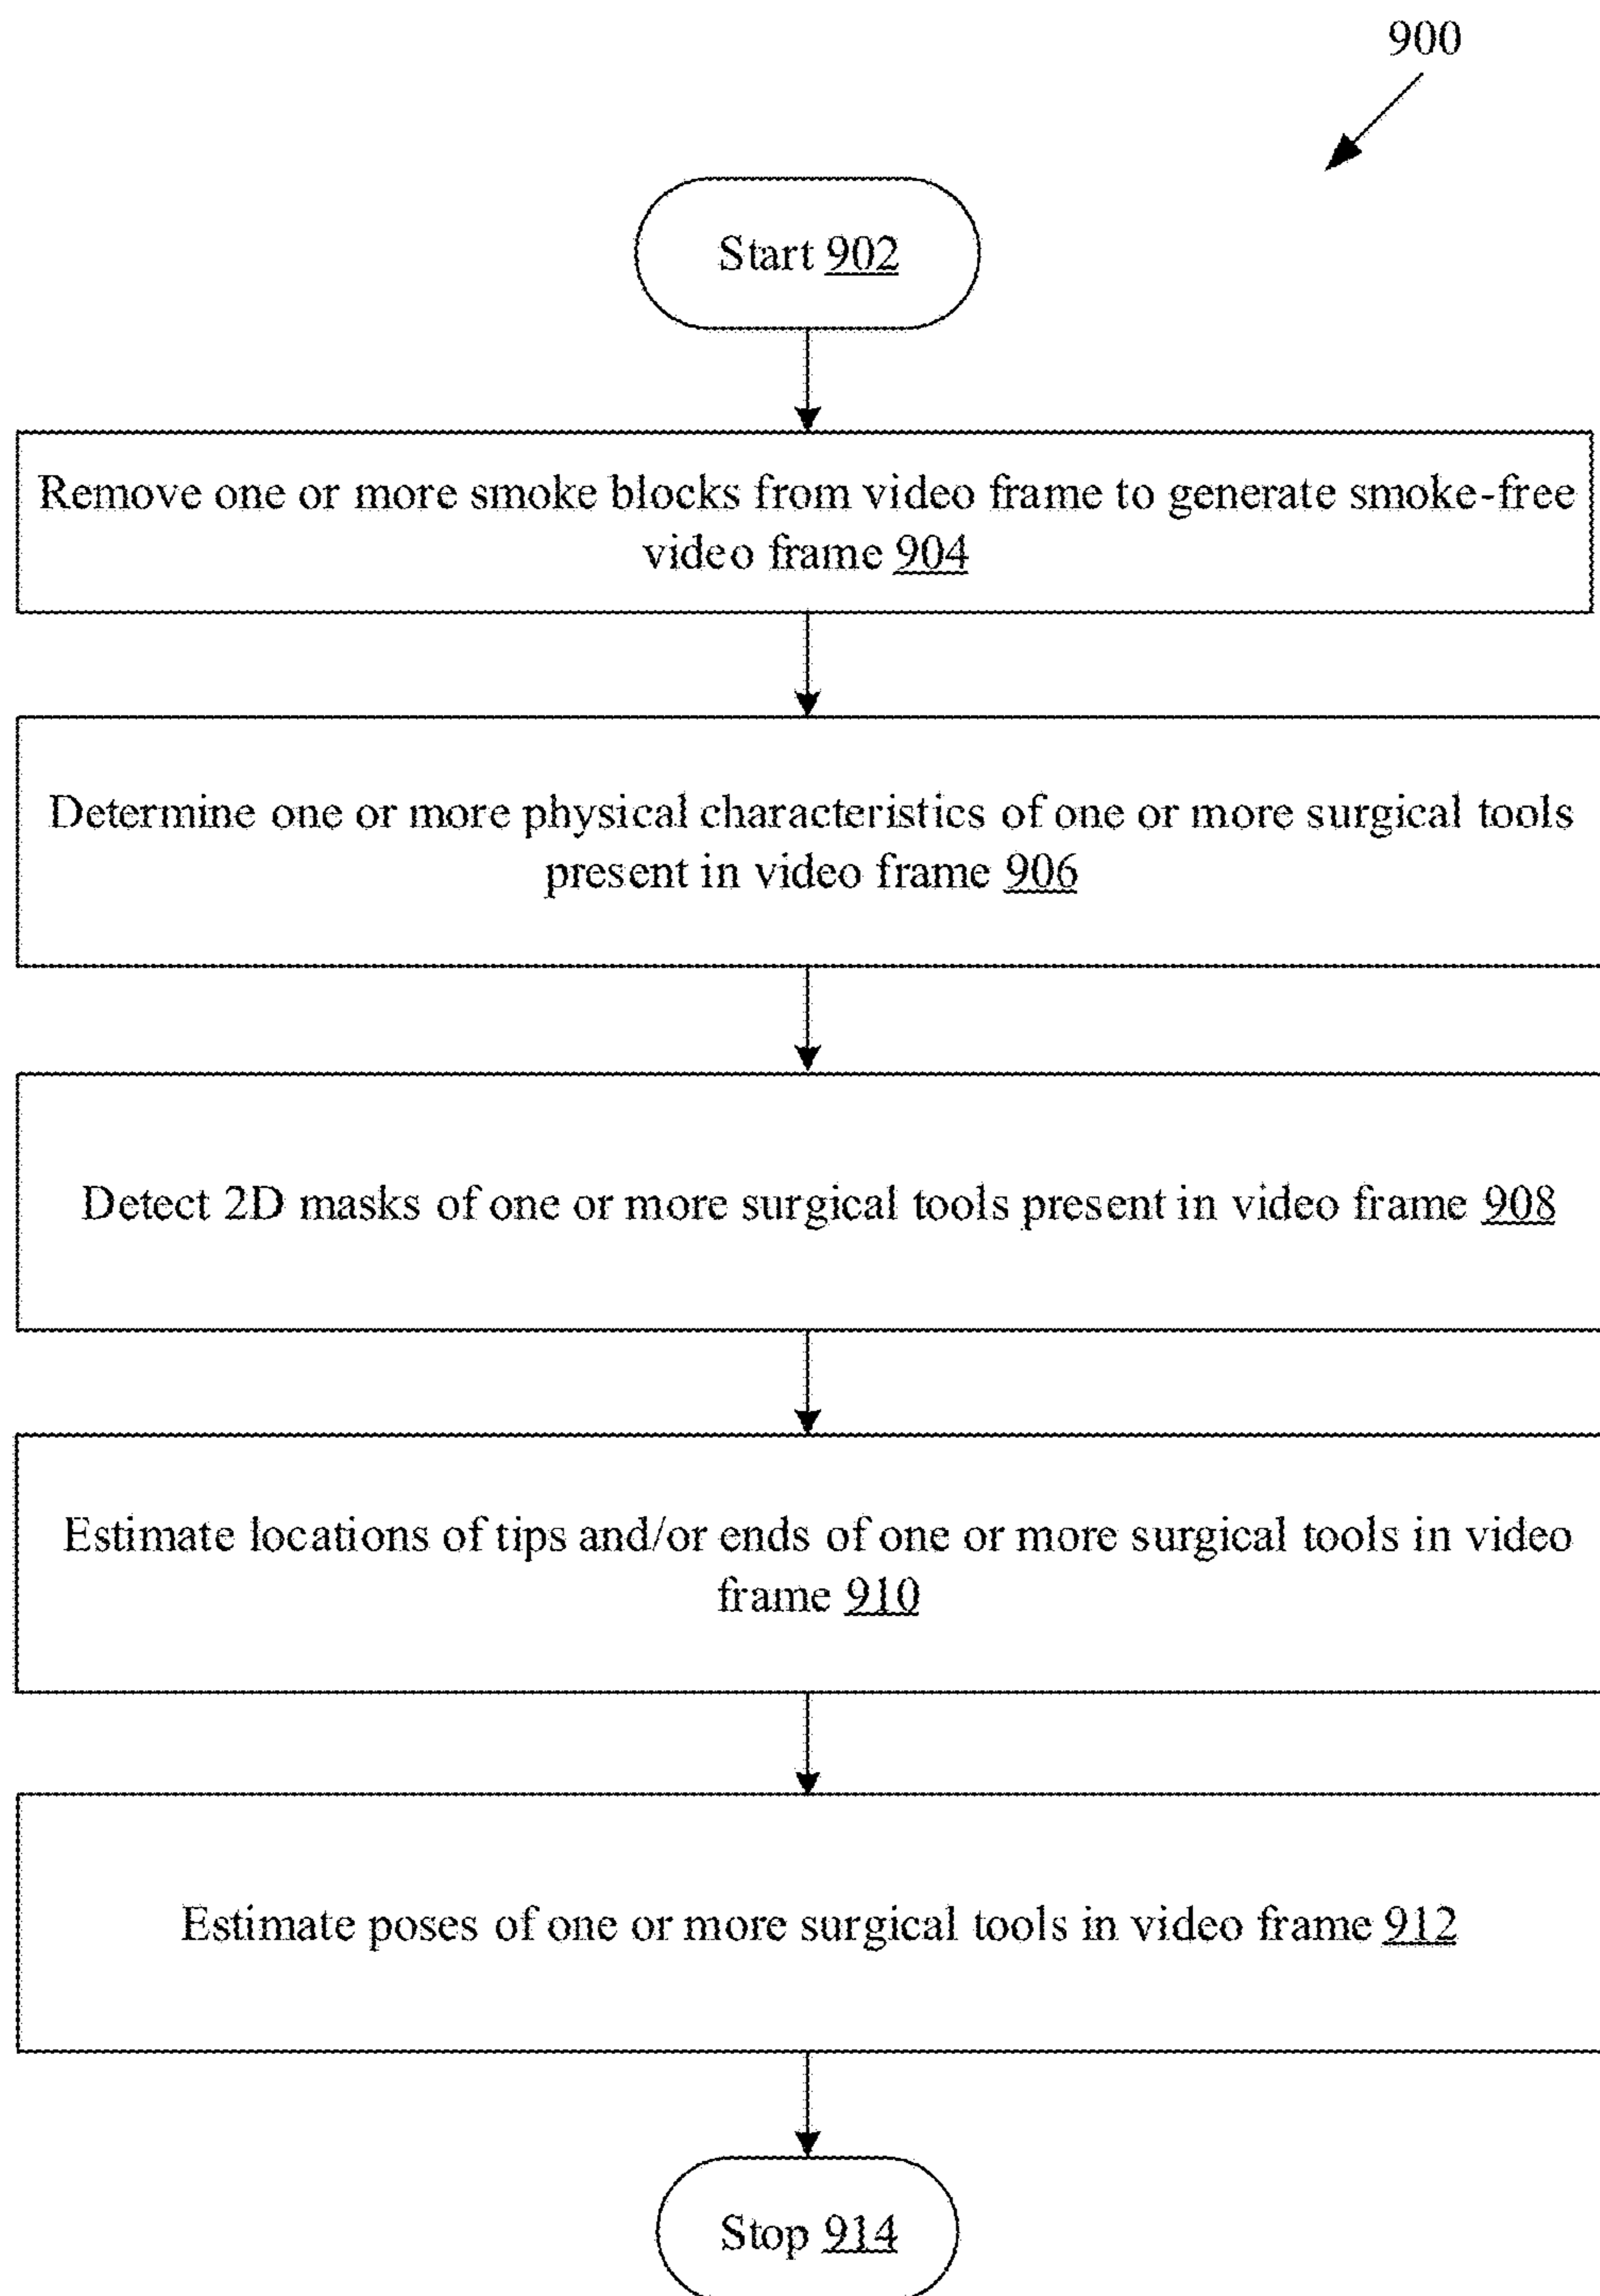 900
Start 902
Remove one or more smoke blocks from video frame to generate smoke-free
video frame 904
Determine one or more physical characteristics of one or more surgical tools
present in video frame 906
Detect 2D masks of one or more surgical tools present in video frame 908
Estimate locations of tips and/or ends of one or more surgical tools in video
frame 910
Estimate poses of one or more surgical tools in video frame 912
Stop 914